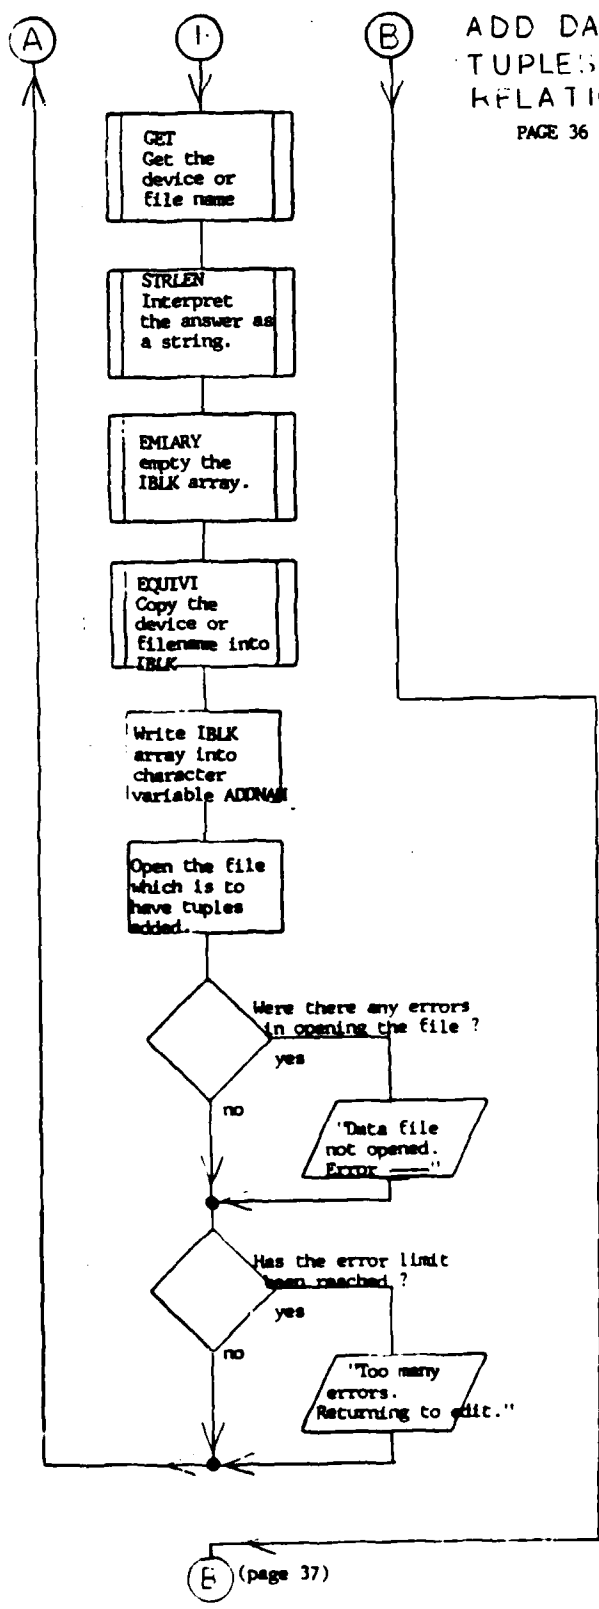 A
1
B
ADD DA
TUPLES
RELATI
PAGE 36
GET
Get the
device or
file name
STRLEN
Interpret
the answer as
a string.
EMIARY
empty the
IBLK array.
EQUIVI
Copy the
device or
filename into
IBLK
Write IBLK
array into
character
variable ADDNAM
Open the file
which is to
have tuples
added.
Were there any errors
in opening the file ?
yes
no
"Data file
not opened.
Error ____"
Has the error limit
been reached ?
yes
no
"Too many
errors.
Returning to edit."
B (page 37)